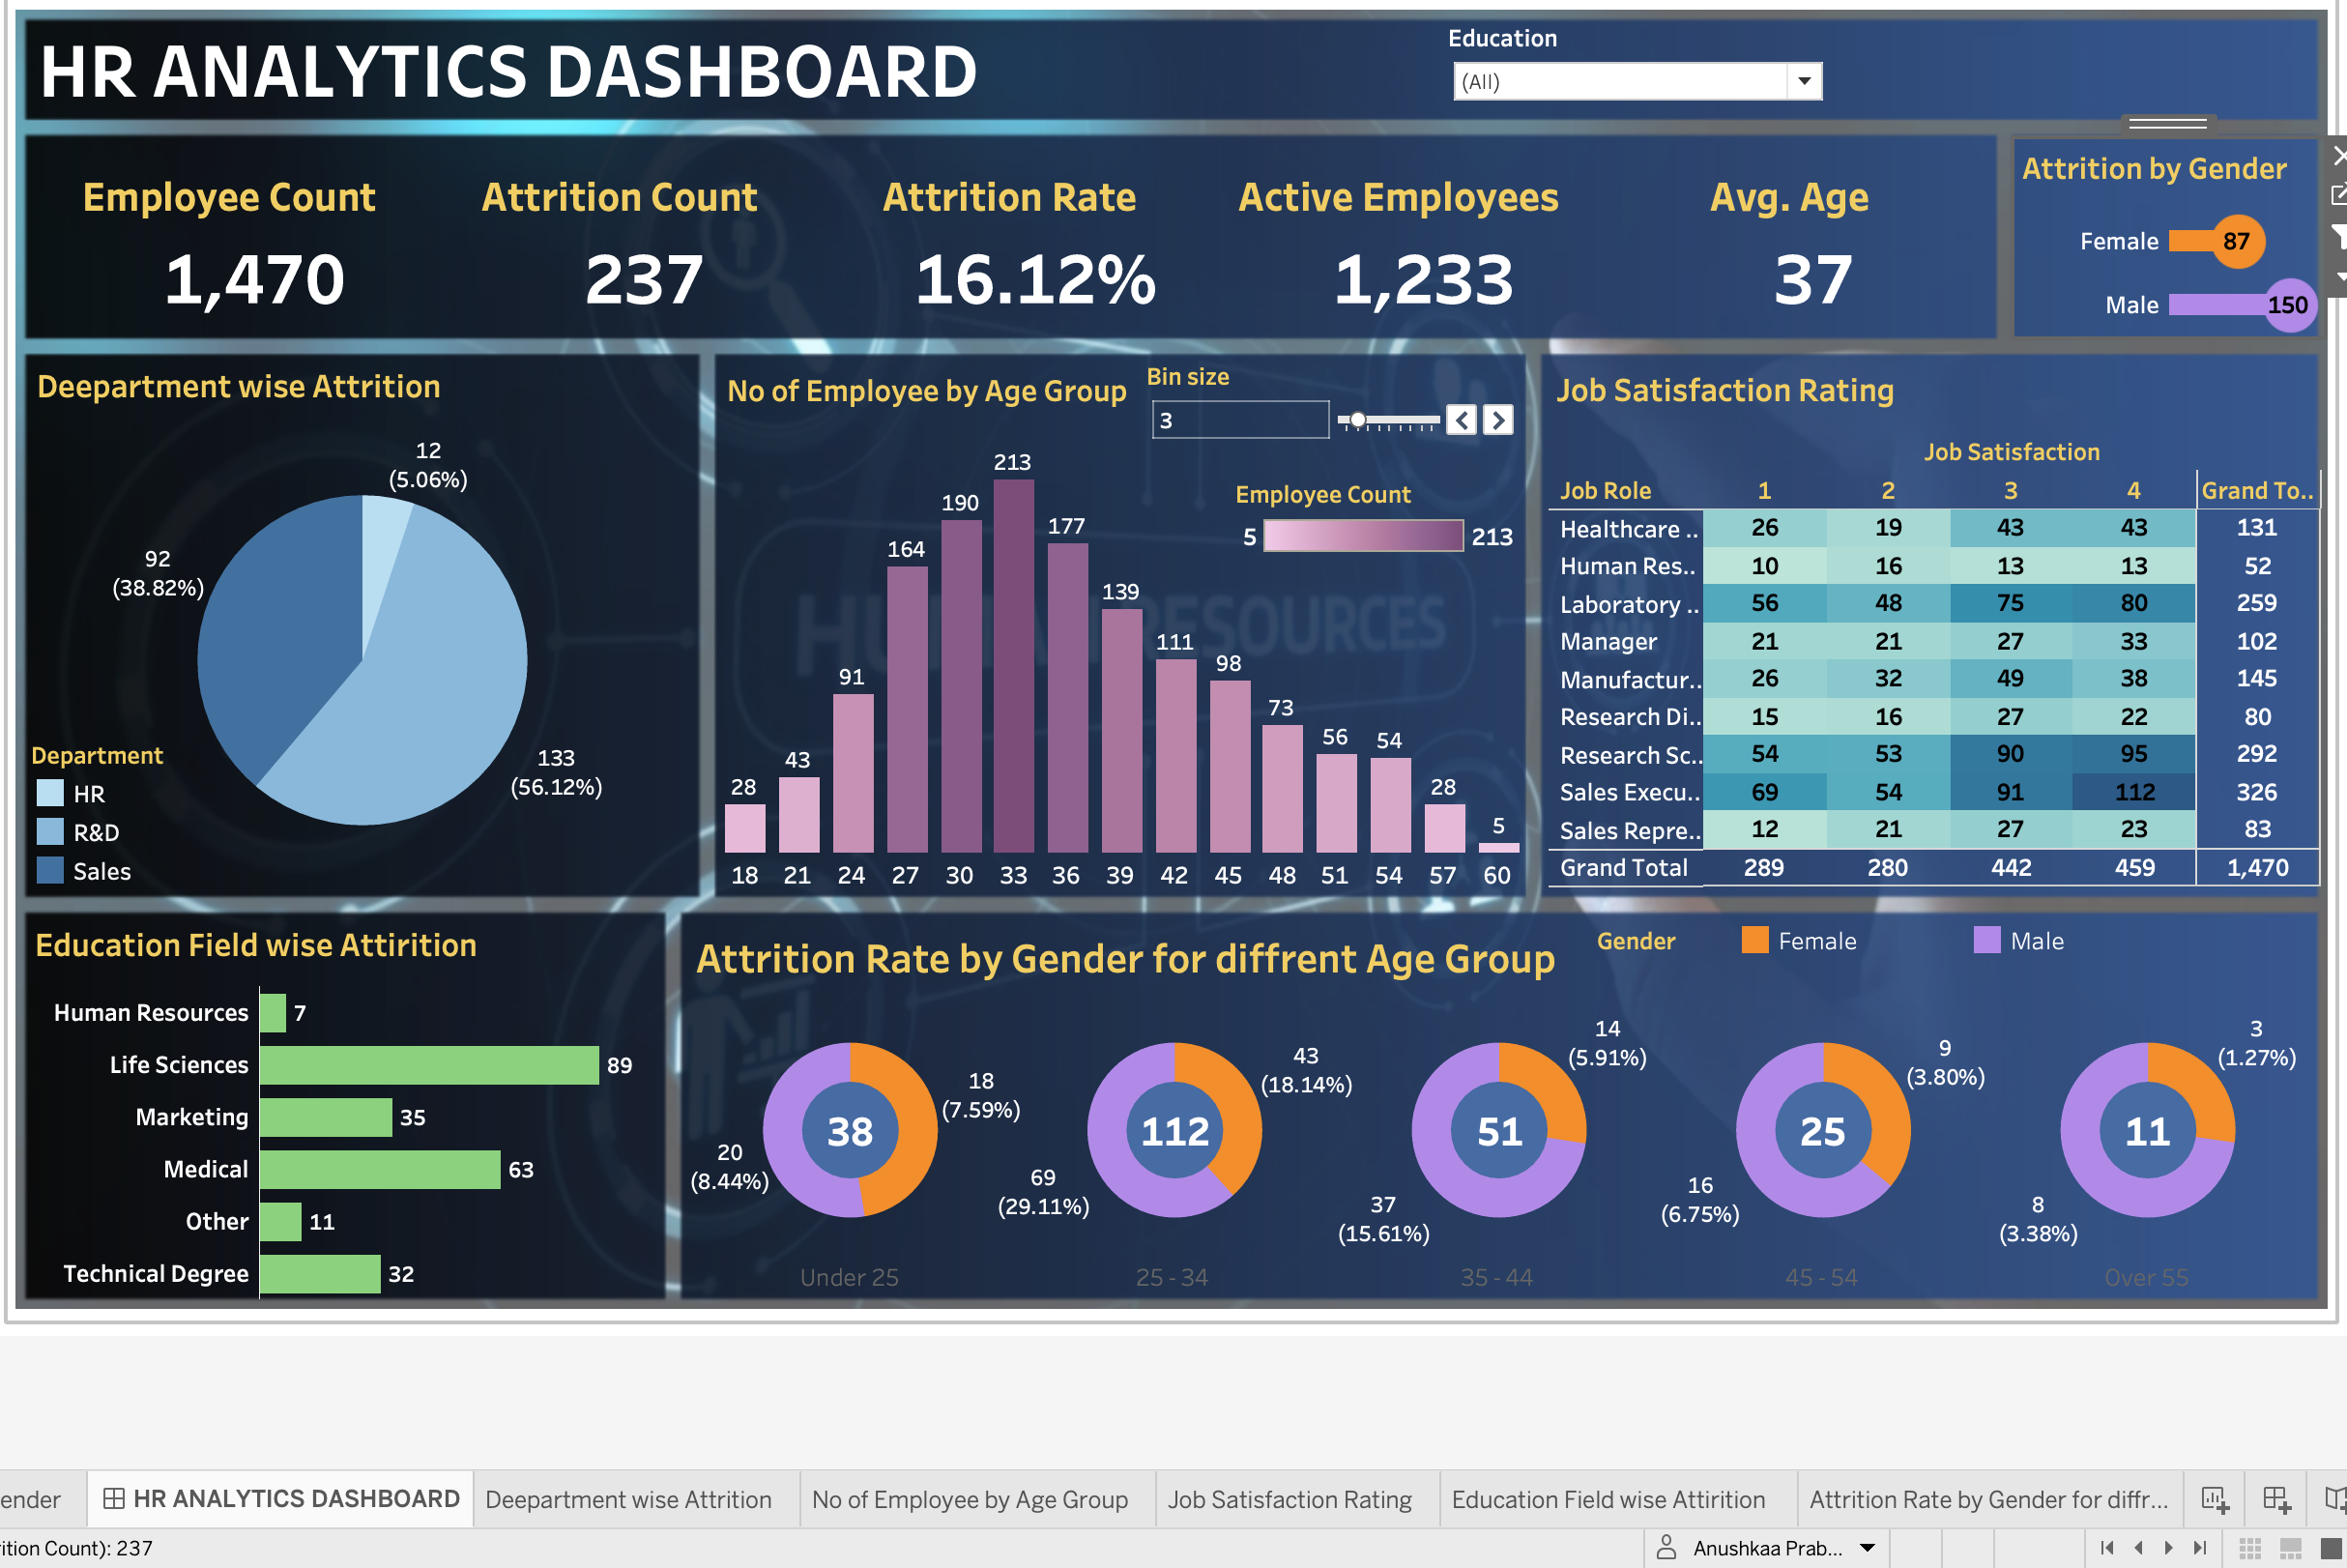 HR ANALYTICS DASHBOARD
Education
(All)
Employee Count
1,470
Attrition Count
237
Attrition Rate
16.12%
Active Employees
1,233
Avg. Age
37
Attrition by Gender
Female 87
Male 150
Deepartment wise Attrition
12
(5.06%)
92
(38.82%)
133
(56.12%)
Department
HR
R&D
Sales
No of Employee by Age Group
Bin size
3
Employee Count
5 213
28 43 91 164 190 213 177 139 111 98 73 56 54 28 5
18 21 24 27 30 33 36 39 42 45 48 51 54 57 60
HUMAN RESOURCES
Job Satisfaction Rating
Job Satisfaction
Job Role 1 2 3 4 Grand To..
Healthcare .. 26 19 43 43 131
Human Res.. 10 16 13 13 52
Laboratory .. 56 48 75 80 259
Manager 21 21 27 33 102
Manufactur.. 26 32 49 38 145
Research Di.. 15 16 27 22 80
Research Sc.. 54 53 90 95 292
Sales Execu.. 69 54 91 112 326
Sales Repre.. 12 21 27 23 83
Grand Total 289 280 442 459 1,470
Education Field wise Attirition
Human Resources 7
Life Sciences 89
Marketing 35
Medical 63
Other 11
Technical Degree 32
Attrition Rate by Gender for diffrent Age Group
Gender Female Male
38
18
(7.59%)
20
(8.44%)
Under 25
112
43
(18.14%)
69
(29.11%)
25 - 34
51
14
(5.91%)
37
(15.61%)
35 - 44
25
9
(3.80%)
16
(6.75%)
45 - 54
11
3
(1.27%)
8
(3.38%)
Over 55
ender HR ANALYTICS DASHBOARD Deepartment wise Attrition No of Employee by Age Group Job Satisfaction Rating Education Field wise Attirition Attrition Rate by Gender for diffr...
ition Count): 237
Anushkaa Prab...